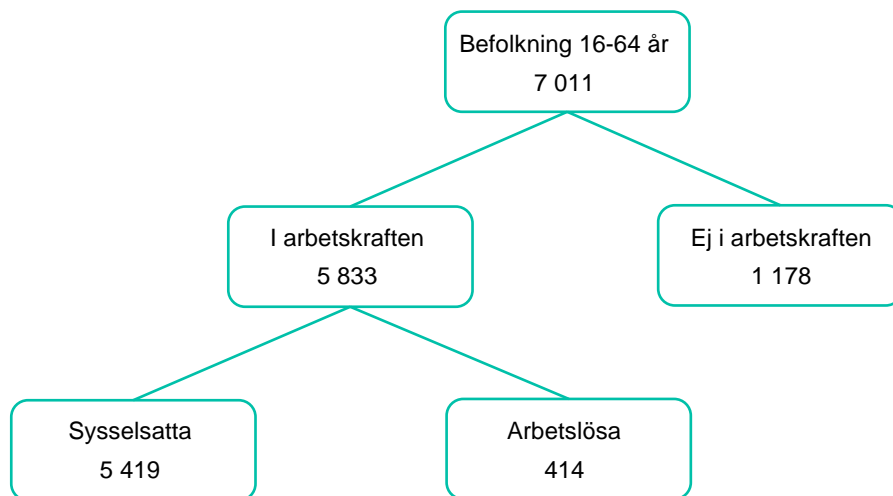 Befolkning 16-64 år
7 011
I arbetskraften
5 833
Ej i arbetskraften
1 178
Sysselsatta
5 419
Arbetslösa
414